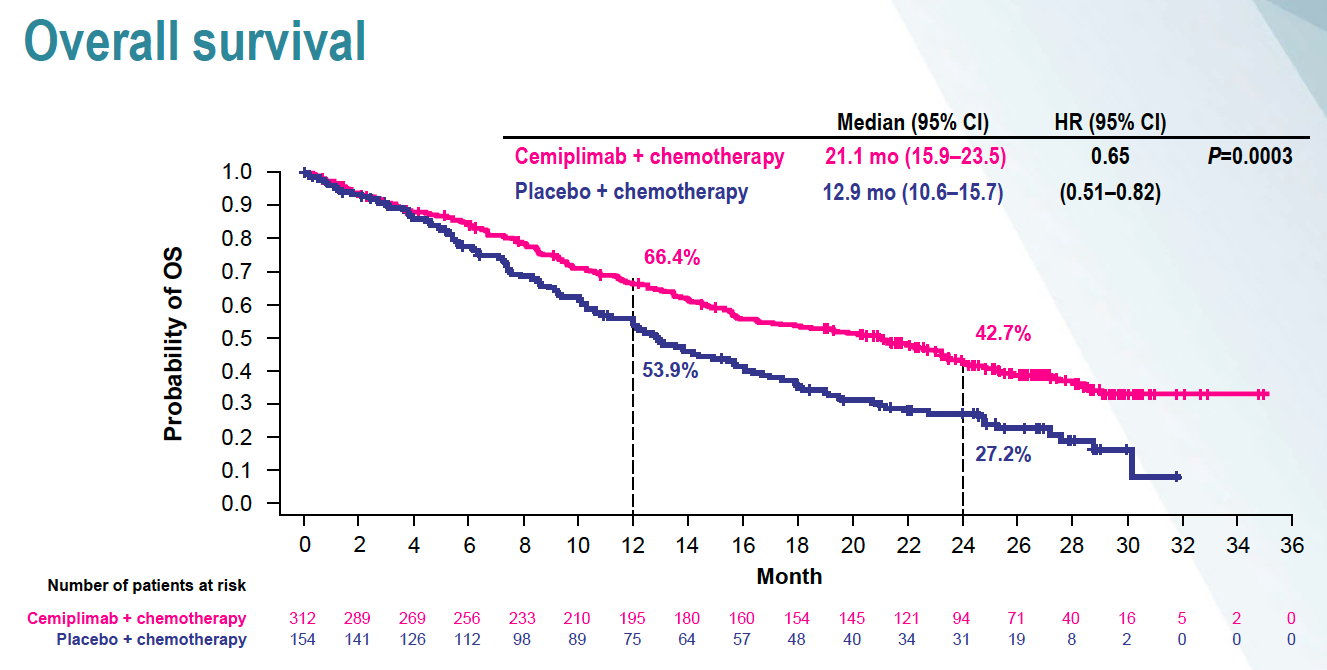 Overall survival
Median (95% CI) HR (95% CI)
Cemiplimab + chemotherapy 21.1 mo (15.9–23.5) 0.65 P=0.0003
Placebo + chemotherapy 12.9 mo (10.6–15.7) (0.51–0.82)
Probability of OS
1.0
0.9
0.8
0.7
0.6
0.5
0.4
0.3
0.2
0.1
0.0
66.4%
53.9%
42.7%
27.2%
0 2 4 6 8 10 12 14 16 18 20 22 24 26 28 30 32 34 36
Month
Number of patients at risk
Cemiplimab + chemotherapy 312 289 269 256 233 210 195 180 160 154 145 121 94 71 40 16 5 2 0
Placebo + chemotherapy 154 141 126 112 98 89 75 64 57 48 40 34 31 19 8 2 0 0 0